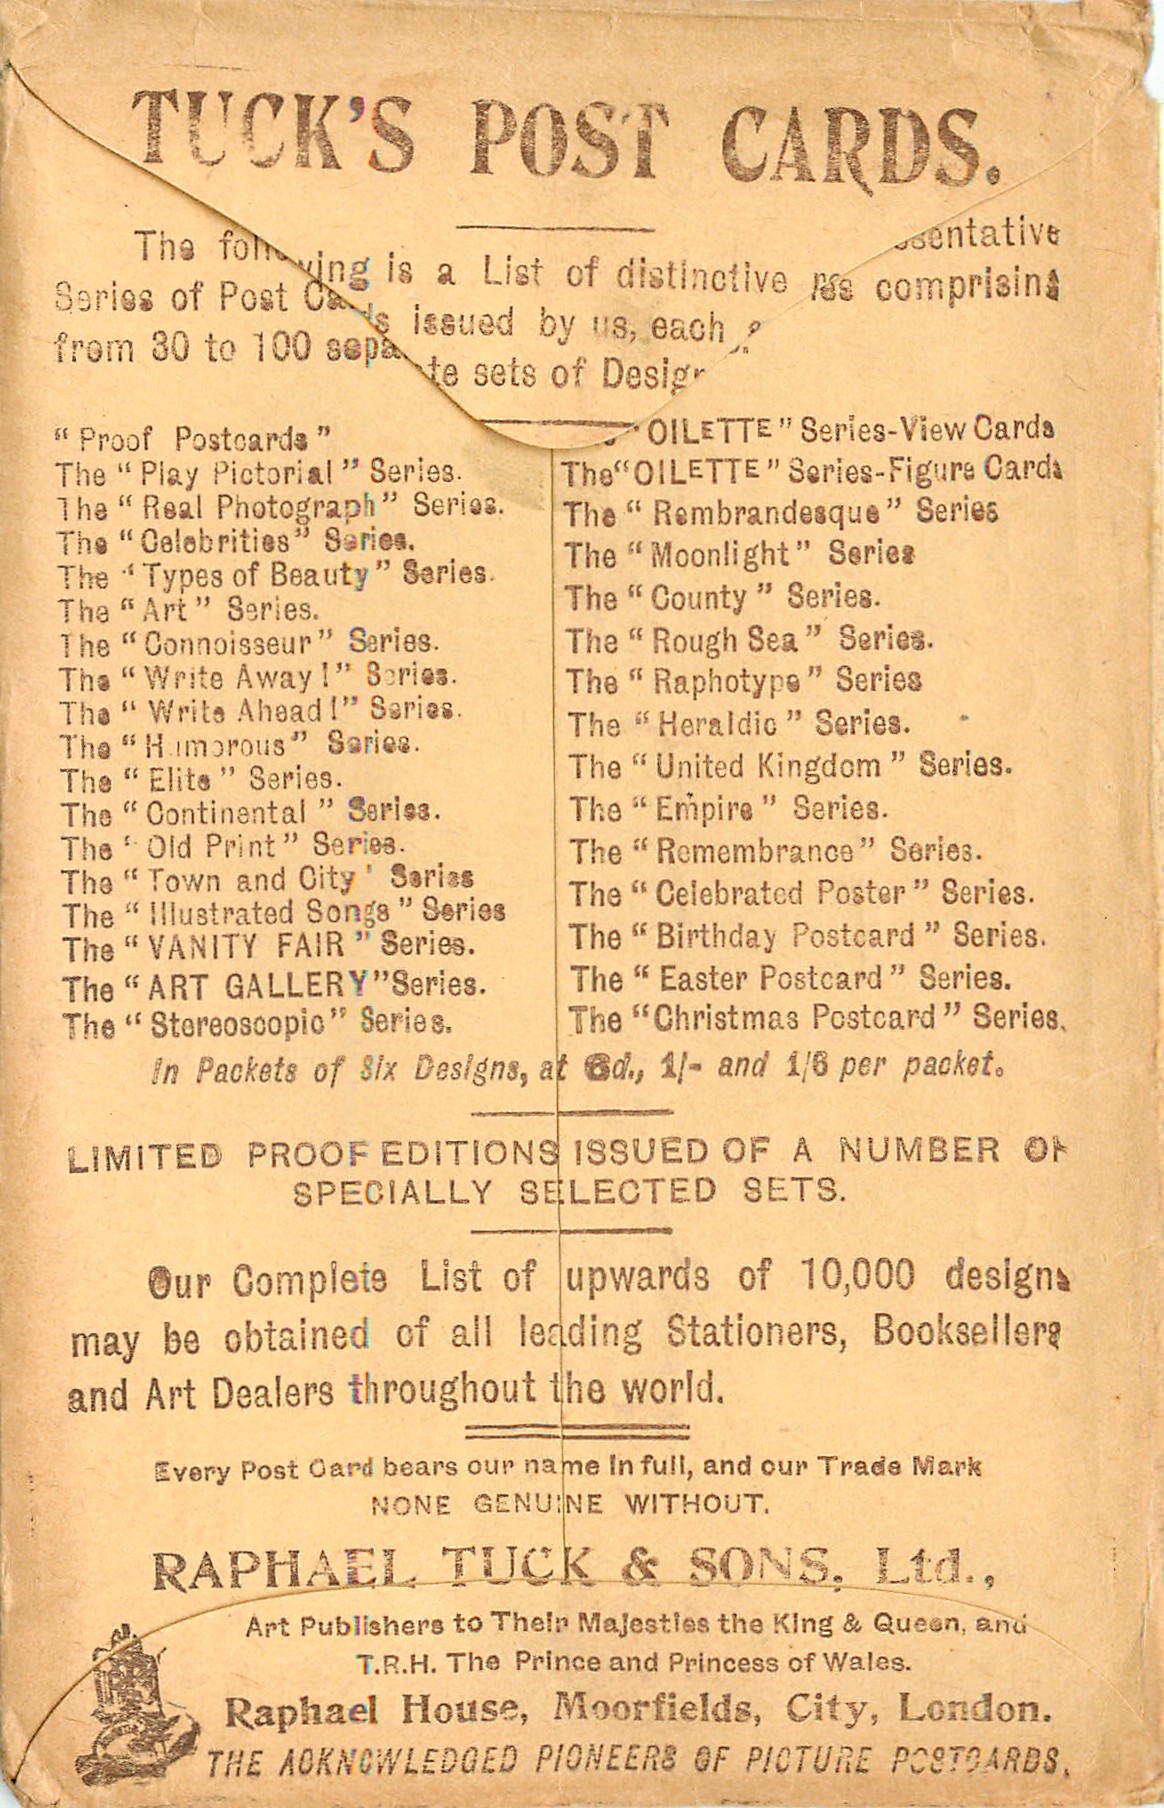 TUCK'S POST CARDS.
The following is a List of distinctive
Series of Post Cards issued by us, each comprising
from 30 to 100 separate sets of
"Proof Postcards"
The "Play Pictorial" Series.
The "Real Photograph" Series.
The "Celebrities" Series.
The "Types of Beauty" Series.
The "Art" Series.
The "Connoisseur" Series.
The "Write Away!" Series.
The "Write Ahead!" Series.
The "Humorous" Series.
The "Elite" Series.
The "Continental" Series.
The "Old Print" Series.
The "Town and City" Series
The "Illustrated Songs" Series
The "VANITY FAIR" Series.
The "ART GALLERY" Series.
The "Stereoscopic" Series.
"OILETTE" Series-View Cards
The "OILETTE" Series-Figure Cards
The "Rembrandesque" Series
The "Moonlight" Series
The "County" Series.
The "Rough Sea" Series.
The "Raphotype" Series
The "Heraldic" Series.
The "United Kingdom" Series.
The "Empire" Series.
The "Remembrance" Series.
The "Celebrated Poster" Series.
The "Birthday Postcard" Series.
The "Easter Postcard" Series.
The "Christmas Postcard" Series.
In Packets of Six Designs, at 6d., 1/- and 1/6 per packet.
LIMITED PROOF EDITIONS ISSUED OF A NUMBER OF
SPECIALLY SELECTED SETS.
Our Complete List of upwards of 10,000 designs
may be obtained of all leading Stationers, Booksellers
and Art Dealers throughout the world.
Every Post Card bears our name in full, and our Trade Mark
NONE GENUINE WITHOUT.
RAPHAEL TUCK & SONS, Ltd.,
Art Publishers to Their Majesties the King & Queen, and
T.R.H. The Prince and Princess of Wales.
Raphael House, Moorfields, City, London.
THE ACKNOWLEDGED PIONEERS OF PICTURE POSTCARDS.